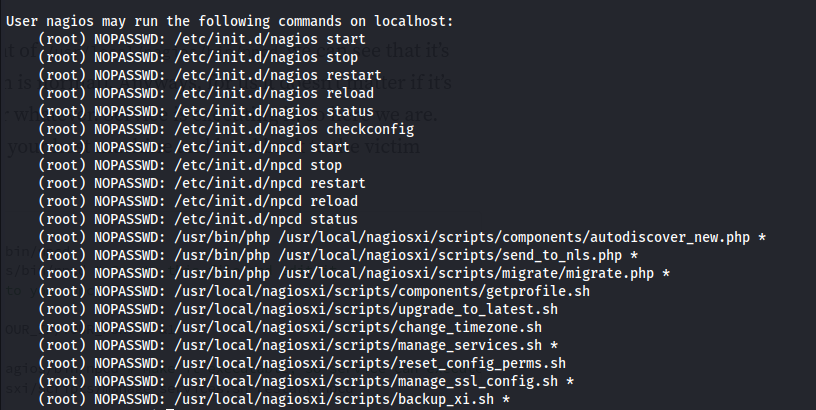 User nagios may run the following commands on localhost:
(root) NOPASSWD: /etc/init.d/nagios start
(root) NOPASSWD: /etc/init.d/nagios stop
(root) NOPASSWD: /etc/init.d/nagios restart
(root) NOPASSWD: /etc/init.d/nagios reload
(root) NOPASSWD: /etc/init.d/nagios status
(root) NOPASSWD: /etc/init.d/nagios checkconfig
(root) NOPASSWD: /etc/init.d/npcd start
(root) NOPASSWD: /etc/init.d/npcd stop
(root) NOPASSWD: /etc/init.d/npcd restart
(root) NOPASSWD: /etc/init.d/npcd reload
(root) NOPASSWD: /etc/init.d/npcd status
(root) NOPASSWD: /usr/bin/php /usr/local/nagiosxi/scripts/components/autodiscover_new.php *
(root) NOPASSWD: /usr/bin/php /usr/local/nagiosxi/scripts/send_to_nls.php *
(root) NOPASSWD: /usr/bin/php /usr/local/nagiosxi/scripts/migrate/migrate.php *
(root) NOPASSWD: /usr/local/nagiosxi/scripts/components/getprofile.sh
(root) NOPASSWD: /usr/local/nagiosxi/scripts/upgrade_to_latest.sh
(root) NOPASSWD: /usr/local/nagiosxi/scripts/change_timezone.sh
(root) NOPASSWD: /usr/local/nagiosxi/scripts/manage_services.sh *
(root) NOPASSWD: /usr/local/nagiosxi/scripts/reset_config_perms.sh
(root) NOPASSWD: /usr/local/nagiosxi/scripts/manage_ssl_config.sh *
(root) NOPASSWD: /usr/local/nagiosxi/scripts/backup_xi.sh *